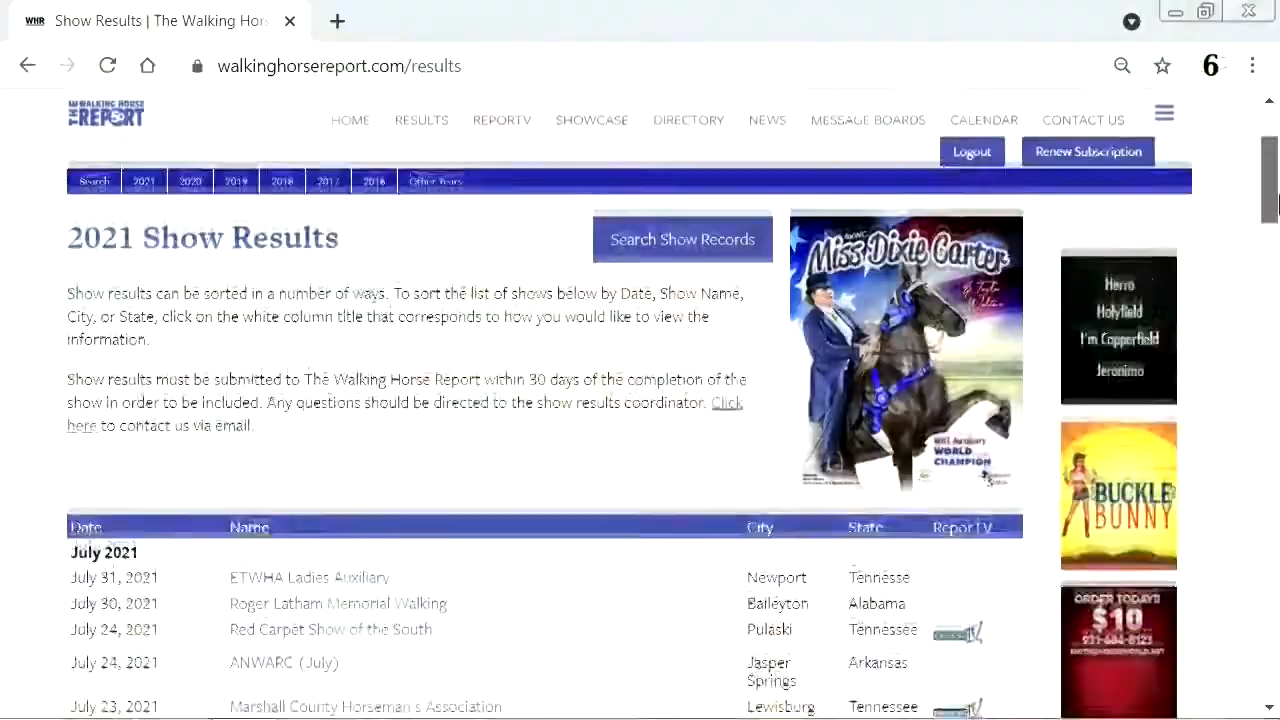 WHR Show Results | The Walking Hor
walkinghorsereport.com/results
6
THE WALKING HORSE
REPORT
HOME RESULTS REPORTV SHOWCASE DIRECTORY NEWS MESSAGE BOARDS CALENDAR CONTACT US
Logout Renew Subscription
Search 2021 2020 2019 2018 2017 2016 Other Years
2021 Show Results
Search Show Records
Show results can be sorted in a number of ways. To sort the list of shows below by Date, Show Name,
City, or State, click on the white column title that corresponds to how you would like to view the
information.
Show results must be submitted to The Walking Horse Report within 30 days of the completion of the
show in order to be included. Any questions should be directed to the show results coordinator. Click
here to contact us via email.
Miss Dixie Carter
WHT Auxiliary
WORLD
CHAMPION
Herro
Holyfield
I'm Copperfield
Jeronimo
BUCKLE
BUNNY
ORDER TODAY!
$10
Date Name City State ReporTV
July 2021
July 31, 2021 ETWHA Ladies Auxiliary Newport Tennesse
July 30, 2021 Roger Latham Memorial Baileyton Alabama
July 24, 2021 Red Carpet Show of the South Pulaski Tennessee
July 24, 2021 ANWARC (July) Jasper Springs Arkansas
July 23, 2021 Marshall County Horseman s Association Lewisburg Tennessee